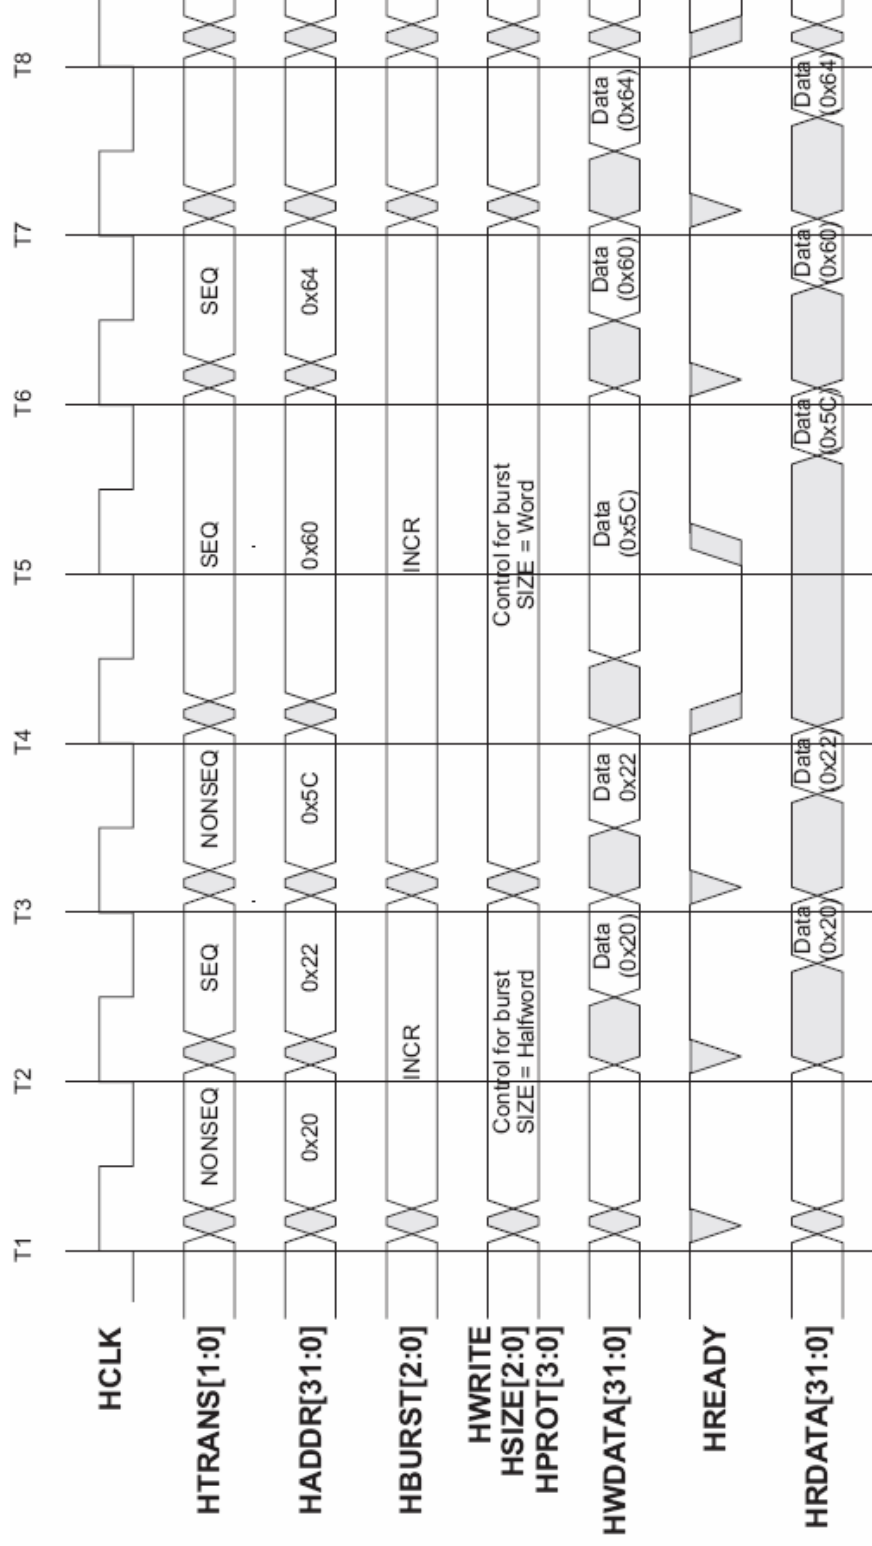 T1 T2 T3 T4 T5 T6 T7 T8
HCLK
HTRANS[1:0] NONSEQ SEQ NONSEQ SEQ SEQ
HADDR[31:0] 0x20 0x22 0x5C 0x60 0x64
HBURST[2:0] INCR INCR
HWRITE
HSIZE[2:0]
HPROT[3:0]
Control for burst
SIZE = Halfword
Control for burst
SIZE = Word
HWDATA[31:0]
Data
(0x20)
Data
0x22
Data
(0x5C)
Data
(0x60)
Data
(0x64)
HREADY
HRDATA[31:0]
Data
(0x20)
Data
(0x22)
Data
(0x5C)
Data
(0x60)
Data
(0x64)